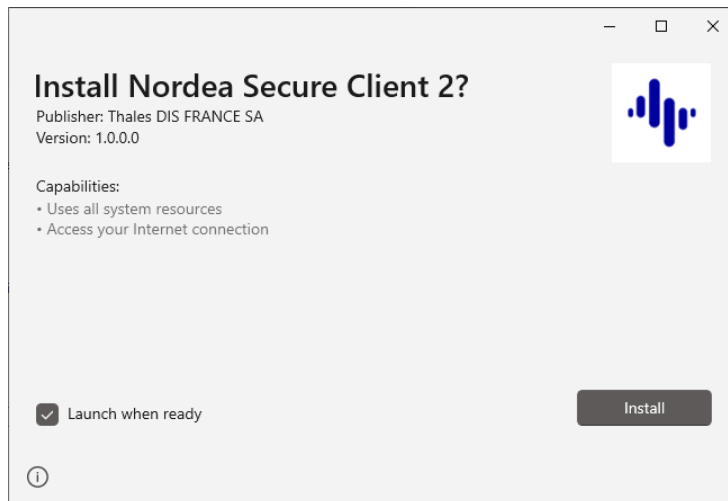 Install Nordea Secure Client 2?
Publisher: Thales DIS FRANCE SA
Version: 1.0.0.0
Capabilities:
• Uses all system resources
• Access your Internet connection
Launch when ready
Install